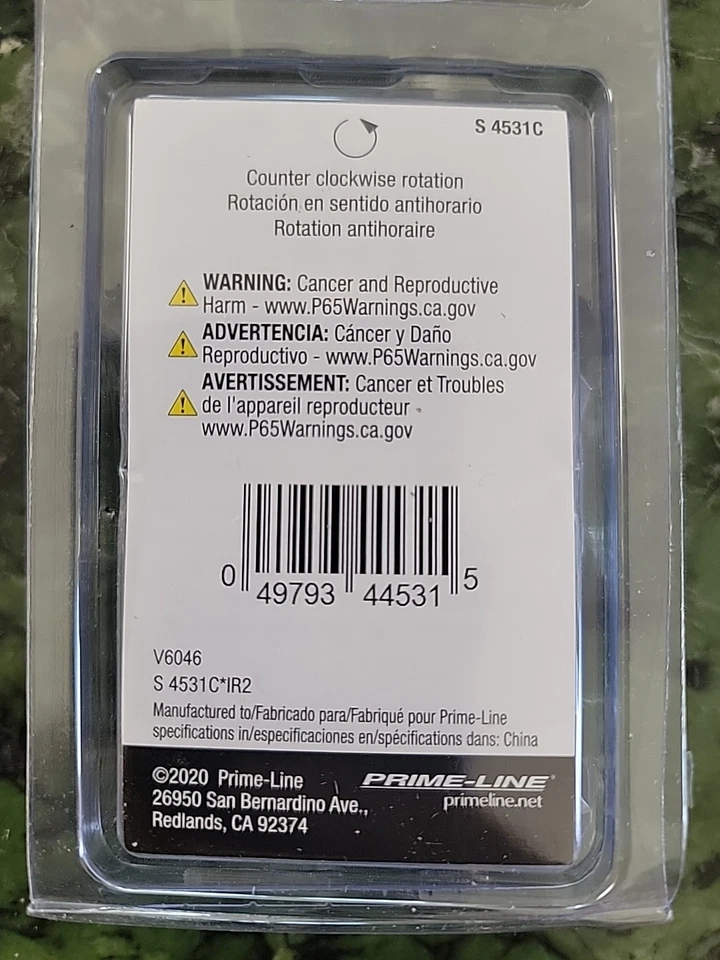 S 4531C
Counter clockwise rotation
Rotación en sentido antihorario
Rotation antihoraire
WARNING: Cancer and Reproductive
Harm - www.P65Warnings.ca.gov
ADVERTENCIA: Cáncer y Daño
Reproductivo - www.P65Warnings.ca.gov
AVERTISSEMENT: Cancer et Troubles
de l'appareil reproducteur -
www.P65Warnings.ca.gov
0 49793 44531 5
V6046
S 4531C*IR2
Manufactured to/Fabricado para/Fabriqué pour Prime-Line
specifications in/especificaciones en/spécifications dans: China
©2020 Prime-Line
26950 San Bernardino Ave.,
Redlands, CA 92374
PRIME-LINE®
primeline.net